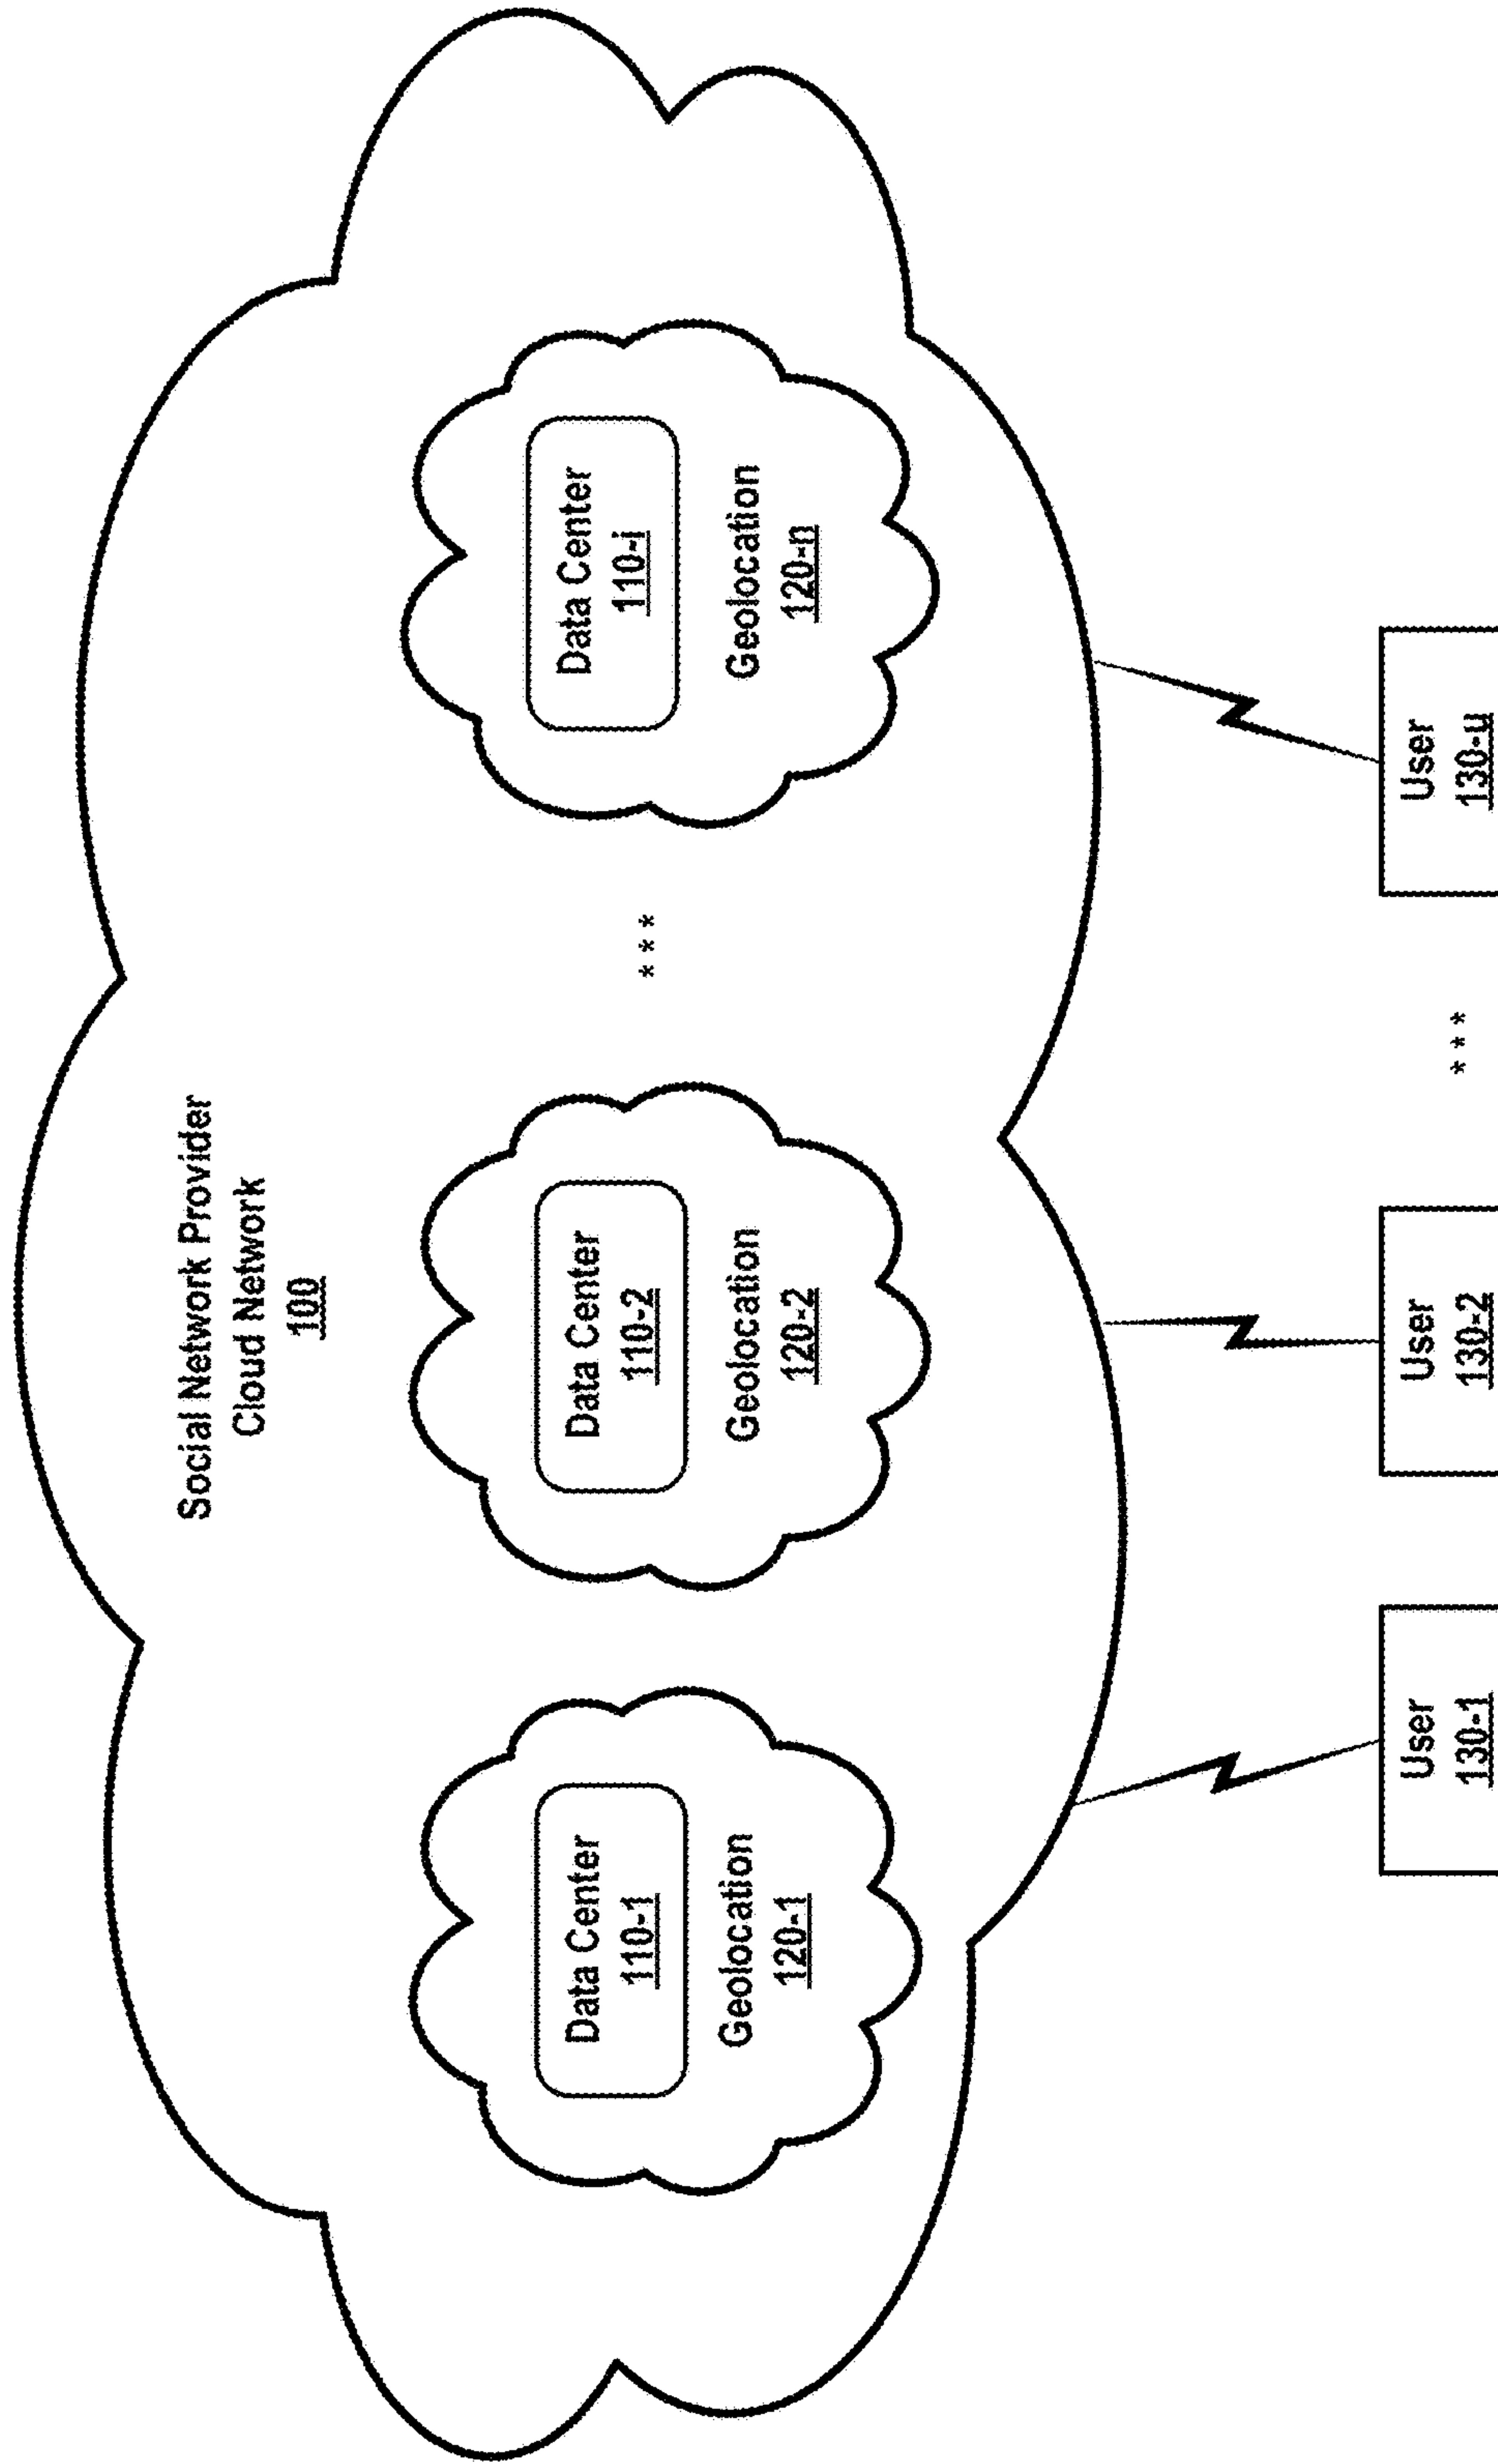 Social Network Provider
Cloud Network
100
Data Center
110-1
Geolocation
120-1
Data Center
110-2
Geolocation
120-2
* * *
Data Center
110-i
Geolocation
120-n
User
130-1
User
130-2
* * *
User
130-u